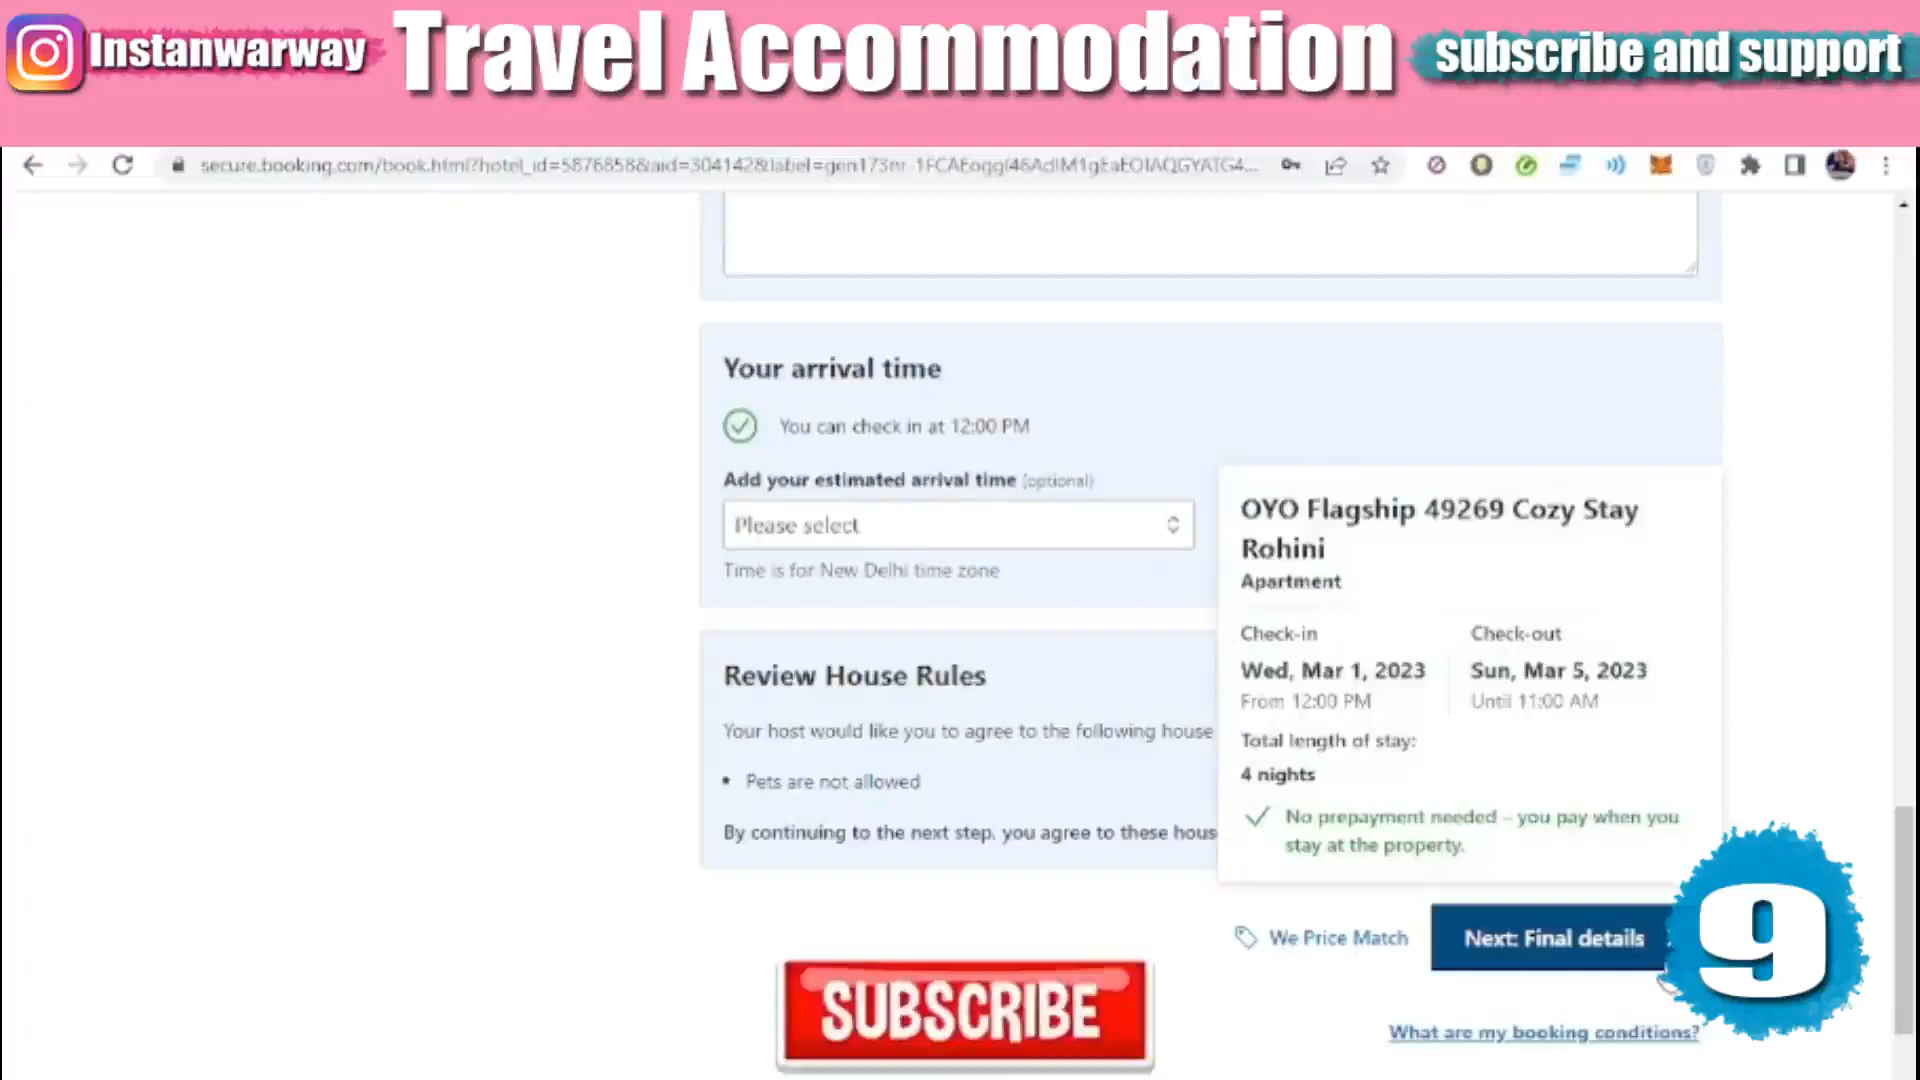 Instanwarway
Travel Accommodation
subscribe and support
Your arrival time
You can check in at 12:00 PM
Add your estimated arrival time (optional)
Please select
Time is for New Delhi time zone
Review House Rules
Your host would like you to agree to the following house
• Pets are not allowed
By continuing to the next step, you agree to these hous
OYO Flagship 49269 Cozy Stay
Rohini
Apartment
Check-in
Wed, Mar 1, 2023
From 12:00 PM
Check-out
Sun, Mar 5, 2023
Until 11:00 AM
Total length of stay:
4 nights
No prepayment needed – you pay when you
stay at the property.
We Price Match
Next: Final details
9
SUBSCRIBE
What are my booking conditions?